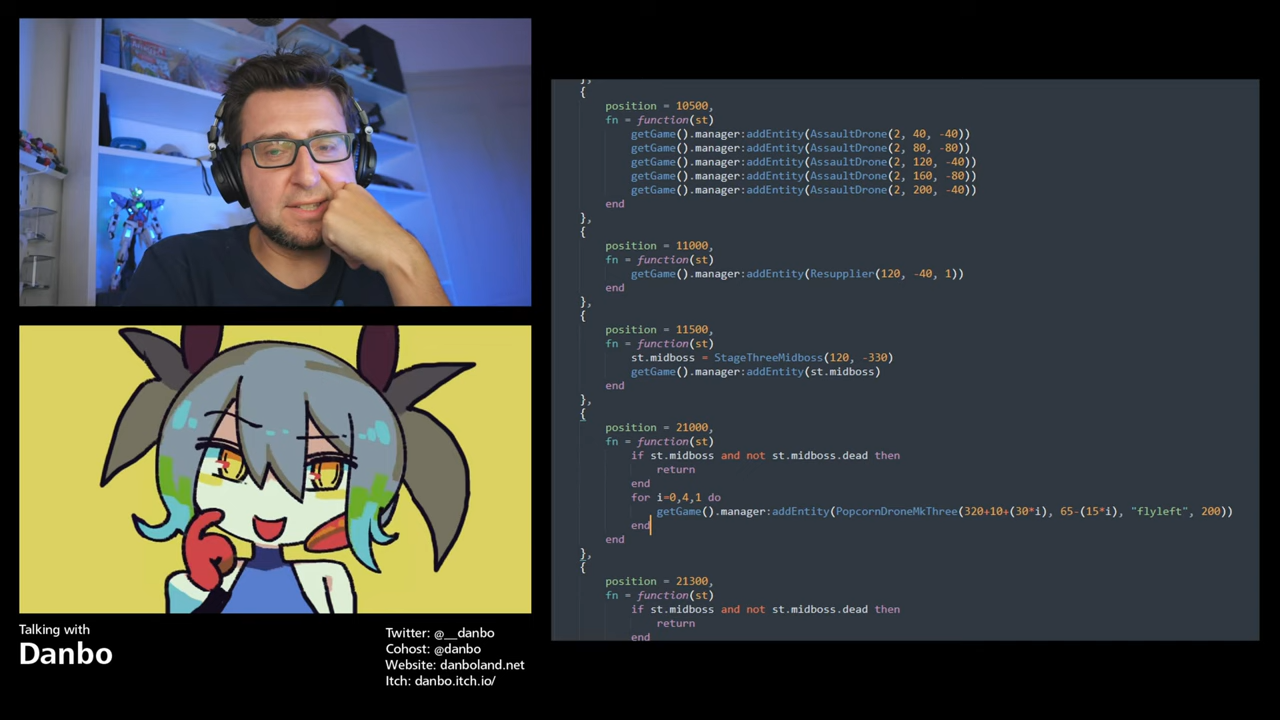 Talking with
Danbo
Twitter: @__danbo
Cohost: @danbo
Website: danboland.net
Itch: danbo.itch.io/
},
{
position = 10500,
fn = function(st)
getGame().manager:addEntity(AssaultDrone(2, 40, -40))
getGame().manager:addEntity(AssaultDrone(2, 80, -80))
getGame().manager:addEntity(AssaultDrone(2, 120, -40))
getGame().manager:addEntity(AssaultDrone(2, 160, -80))
getGame().manager:addEntity(AssaultDrone(2, 200, -40))
end
},
{
position = 11000,
fn = function(st)
getGame().manager:addEntity(Resupplier(120, -40, 1))
end
},
{
position = 11500,
fn = function(st)
st.midboss = StageThreeMidboss(120, -330)
getGame().manager:addEntity(st.midboss)
end
},
{
position = 21000,
fn = function(st)
if st.midboss and not st.midboss.dead then
return
end
for i=0,4,1 do
getGame().manager:addEntity(PopcornDroneMkThree(320+10+(30*i), 65-(15*i), "flyleft", 200))
end
end
},
{
position = 21300,
fn = function(st)
if st.midboss and not st.midboss.dead then
return
end